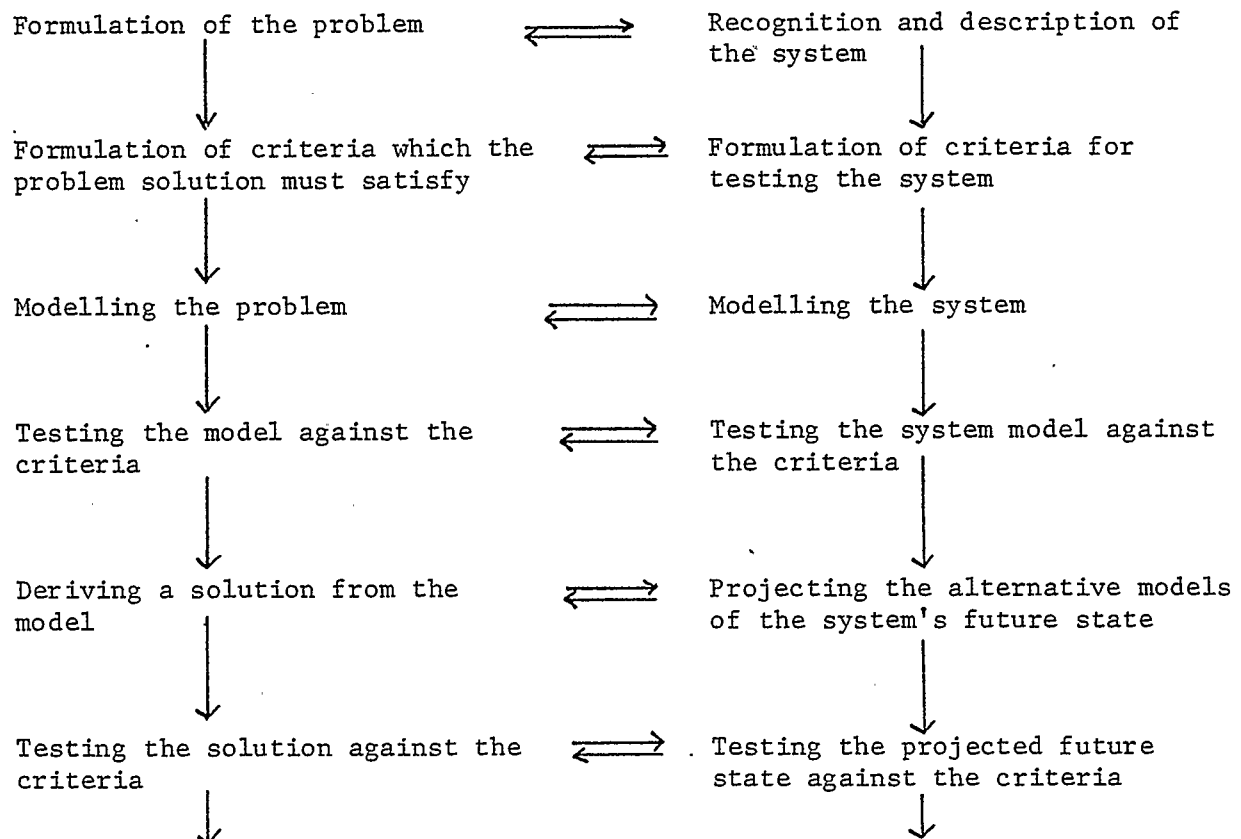 Formulation of the problem
Recognition and description of
the system
Formulation of criteria which the
problem solution must satisfy
Formulation of criteria for
testing the system
Modelling the problem
Modelling the system
Testing the model against the
criteria
Testing the system model against
the criteria
Deriving a solution from the
model
Projecting the alternative models
of the system's future state
Testing the solution against the
criteria
Testing the projected future
state against the criteria